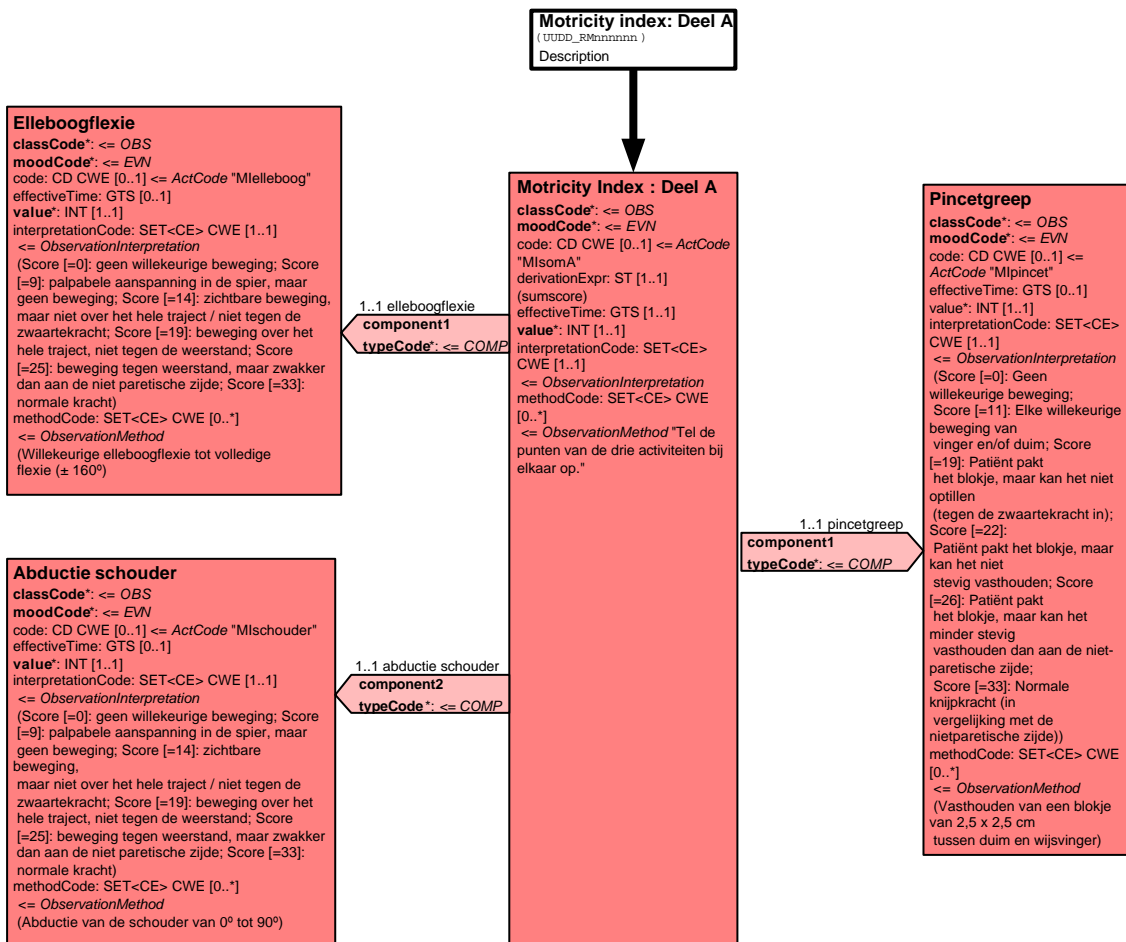 Motricity index: Deel A
(UUDD_RMnnnnnn )
Description
Elleboogflexie
classCode*: <= OBS
moodCode*: <= EVN
code: CD CWE [0..1] <= ActCode "MIelleboog"
effectiveTime: GTS [0..1]
value*: INT [1..1]
interpretationCode: SET<CE> CWE [1..1]
<= ObservationInterpretation
(Score [=0]: geen willekeurige beweging; Score
[=9]: palpabele aanspanning in de spier, maar
geen beweging; Score [=14]: zichtbare beweging,
maar niet over het hele traject / niet tegen de
zwaartekracht; Score [=19]: beweging over het
hele traject, niet tegen de weerstand; Score
[=25]: beweging tegen weerstand, maar zwakker
dan aan de niet paretische zijde; Score [=33]:
normale kracht)
methodCode: SET<CE> CWE [0..*]
<= ObservationMethod
(Willekeurige elleboogflexie tot volledige
flexie (± 160º)
1..1 elleboogflexie
component1
typeCode*: <= COMP
Motricity Index : Deel A
classCode*: <= OBS
moodCode*: <= EVN
code: CD CWE [0..1] <= ActCode
"MIsomA"
derivationExpr: ST [1..1]
(sumscore)
effectiveTime: GTS [0..1]
value*: INT [1..1]
interpretationCode: SET<CE>
CWE [1..1]
<= ObservationInterpretation
methodCode: SET<CE> CWE
[0..*]
<= ObservationMethod "Tel de
punten van de drie activiteiten bij
elkaar op."
Abductie schouder
classCode*: <= OBS
moodCode*: <= EVN
code: CD CWE [0..1] <= ActCode "MIschouder"
effectiveTime: GTS [0..1]
value*: INT [1..1]
interpretationCode: SET<CE> CWE [1..1]
<= ObservationInterpretation
(Score [=0]: geen willekeurige beweging; Score
[=9]: palpabele aanspanning in de spier, maar
geen beweging; Score [=14]: zichtbare
beweging,
maar niet over het hele traject / niet tegen de
zwaartekracht; Score [=19]: beweging over het
hele traject, niet tegen de weerstand; Score
[=25]: beweging tegen weerstand, maar zwakker
dan aan de niet paretische zijde; Score [=33]:
normale kracht)
methodCode: SET<CE> CWE [0..*]
<= ObservationMethod
(Abductie van de schouder van 0º tot 90º)
1..1 abductie schouder
component2
typeCode*: <= COMP
1..1 pincetgreep
component1
typeCode*: <= COMP
Pincetgreep
classCode*: <= OBS
moodCode*: <= EVN
code: CD CWE [0..1] <=
ActCode "MIpincet"
effectiveTime: GTS [0..1]
value*: INT [1..1]
interpretationCode: SET<CE>
CWE [1..1]
<= ObservationInterpretation
(Score [=0]: Geen
willekeurige beweging;
Score [=11]: Elke willekeurige
beweging van
vinger en/of duim; Score
[=19]: Patiënt pakt
het blokje, maar kan het niet
optillen
(tegen de zwaartekracht in);
Score [=22]:
Patiënt pakt het blokje, maar
kan het niet
stevig vasthouden; Score
[=26]: Patiënt pakt
het blokje, maar kan het
minder stevig
vasthouden dan aan de niet-
paretische zijde;
Score [=33]: Normale
knijpkracht (in
vergelijking met de
nietparetische zijde))
methodCode: SET<CE> CWE
[0..*]
<= ObservationMethod
(Vasthouden van een blokje
van 2,5 x 2,5 cm
tussen duim en wijsvinger)